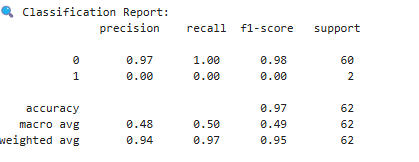 🔍 Classification Report:
precision recall f1-score support
0 0.97 1.00 0.98 60
1 0.00 0.00 0.00 2
accuracy 0.97 62
macro avg 0.48 0.50 0.49 62
weighted avg 0.94 0.97 0.95 62